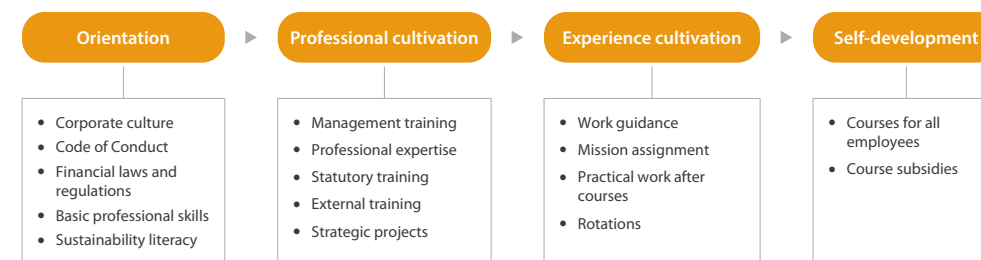 Orientation
Professional cultivation
Experience cultivation
Self-development
• Corporate culture
• Code of Conduct
• Financial laws and
regulations
• Basic professional skills
• Sustainability literacy
• Management training
• Professional expertise
• Statutory training
• External training
• Strategic projects
• Work guidance
• Mission assignment
• Practical work after
courses
• Rotations
• Courses for all
employees
• Course subsidies